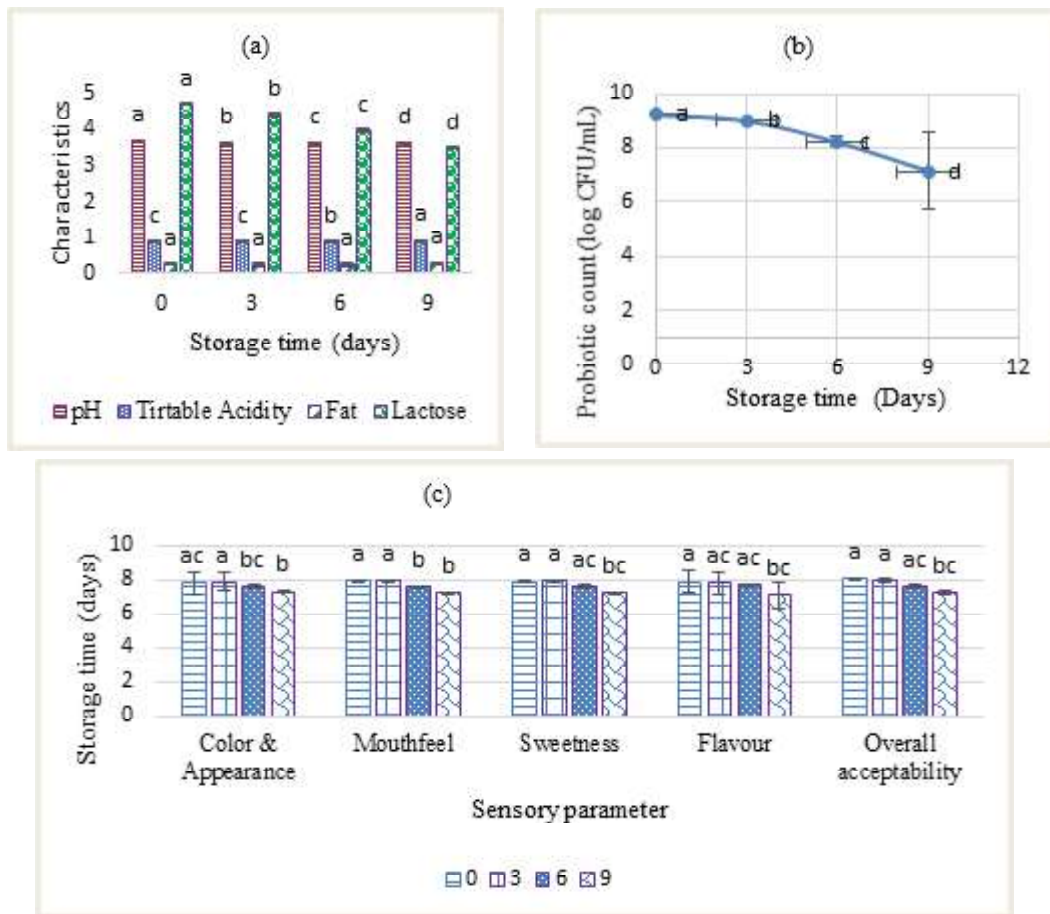 (a)
Characteristics
5
4
3
2
1
0
a
c
a
a
b
c
a
b
c
b
a
c
d
a
a
d
0 3 6 9
Storage time (days)
pH Tirtable Acidity Fat Lactose
(b)
Probiotic count (log CFU/mL)
10
8
6
4
2
0
a
b
c
d
0 3 6 9 12
Storage time (Days)
(c)
Storage time (days)
10
8
6
4
2
0
ac a bc b a a b b a a ac bc a ac ac bc a a ac bc
Color & Mouthfeel Sweetness Flavour Overall
Appearance acceptability
Sensory parameter
0 3 6 9